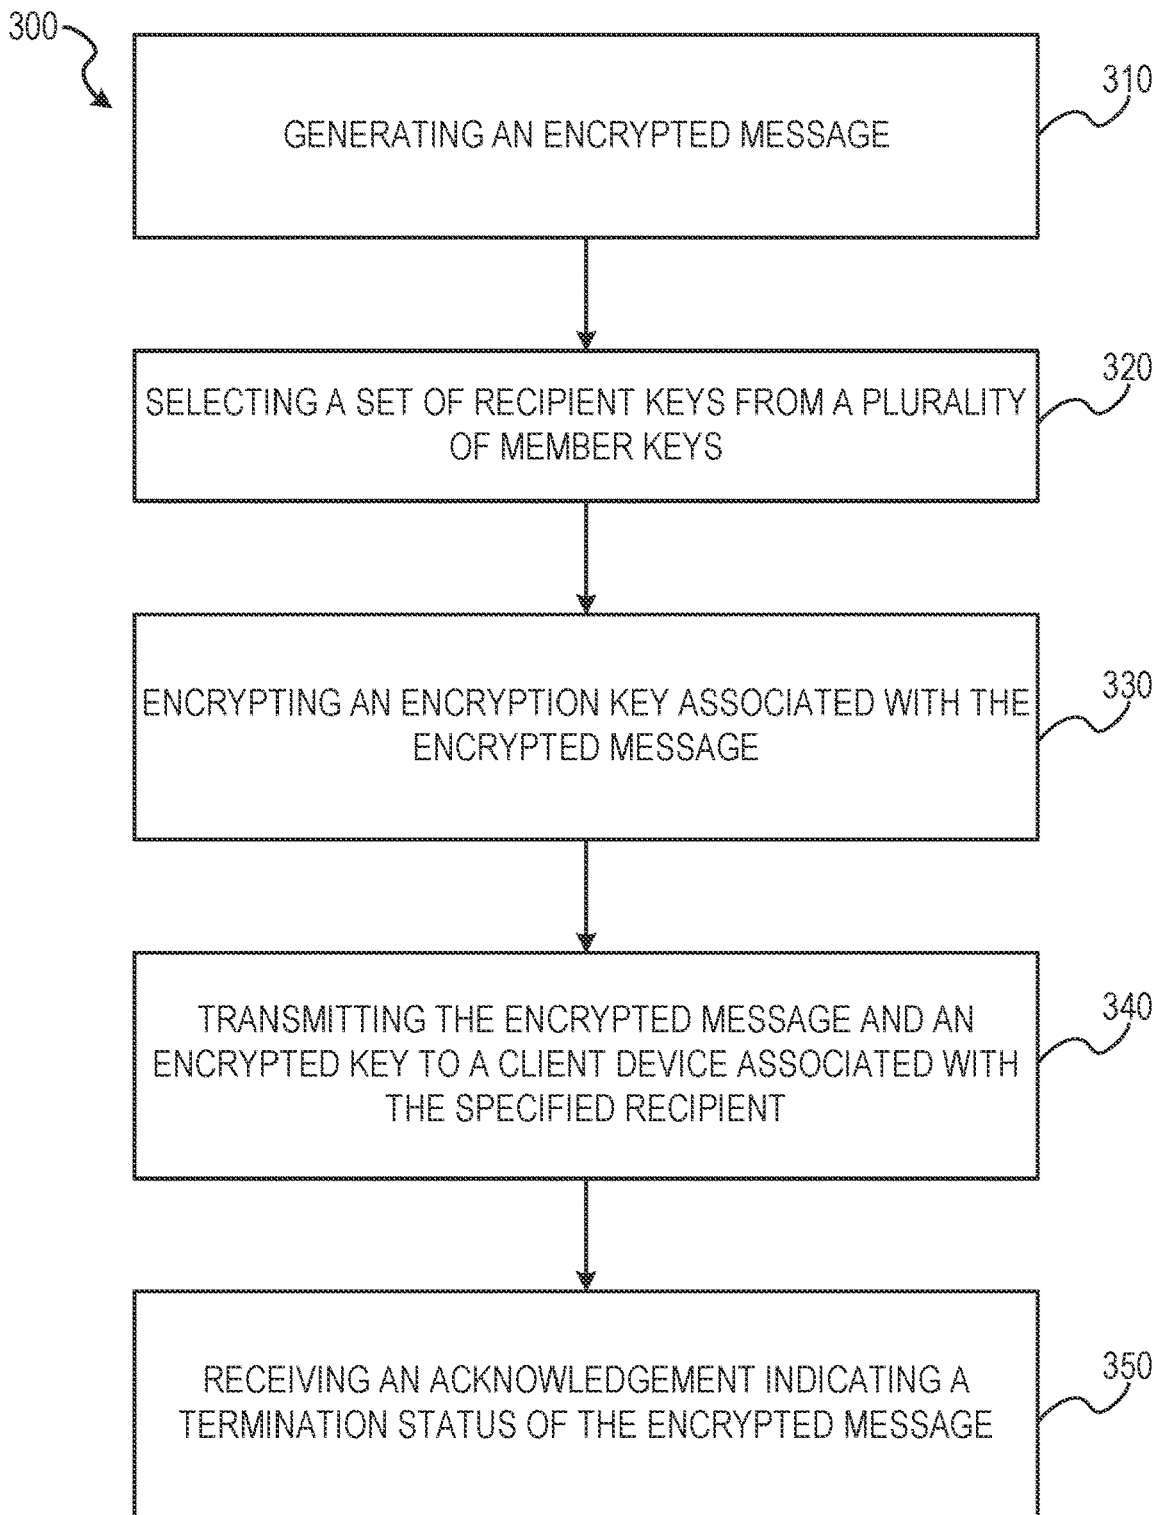 300
310
GENERATING AN ENCRYPTED MESSAGE
320
SELECTING A SET OF RECIPIENT KEYS FROM A PLURALITY
OF MEMBER KEYS
330
ENCRYPTING AN ENCRYPTION KEY ASSOCIATED WITH THE
ENCRYPTED MESSAGE
340
TRANSMITTING THE ENCRYPTED MESSAGE AND AN
ENCRYPTED KEY TO A CLIENT DEVICE ASSOCIATED WITH
THE SPECIFIED RECIPIENT
350
RECEIVING AN ACKNOWLEDGEMENT INDICATING A
TERMINATION STATUS OF THE ENCRYPTED MESSAGE